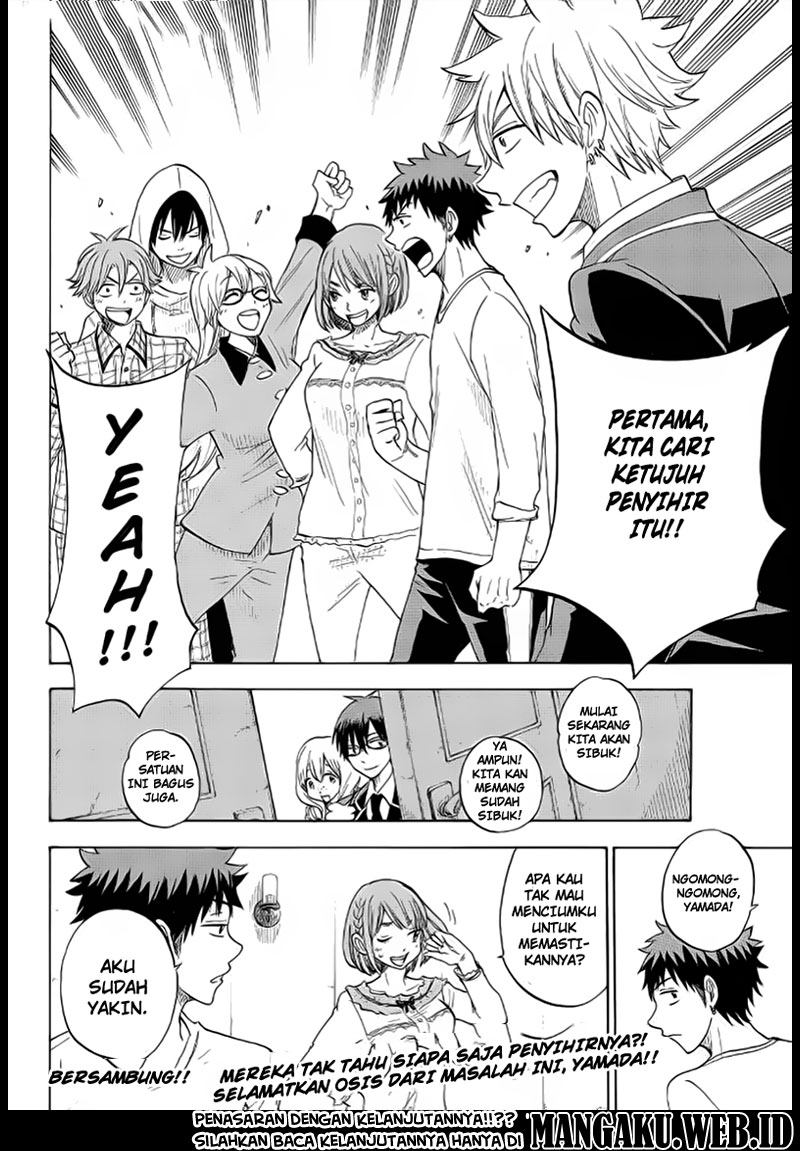 PERTAMA,
KITA CARI
KETUJUH
PENYIHIR
ITU!!
YEAH!!!
MULAI
SEKARANG
KITA AKAN
SIBUK!
YA
AMPUN!
KITA KAN
MEMANG
SUDAH
SIBUK!
PER-
SATUAN
INI BAGUS
JUGA.
NGOMONG-
NGOMONG,
YAMADA!
APA KAU
TAK MAU
MENCIUMKU
UNTUK
MEMASTI-
KANNYA?
AKU
SUDAH
YAKIN.
BERSAMBUNG!!
MEREKA TAK TAHU SIAPA SAJA PENYIHIRNYA?!
SELAMATKAN OSIS DARI MASALAH INI, YAMADA!!
PENASARAN DENGAN KELANJUTANNYA!!??
SILAHKAN BACA KELANJUTANNYA HANYA DI
MANGAKU.WEB.ID